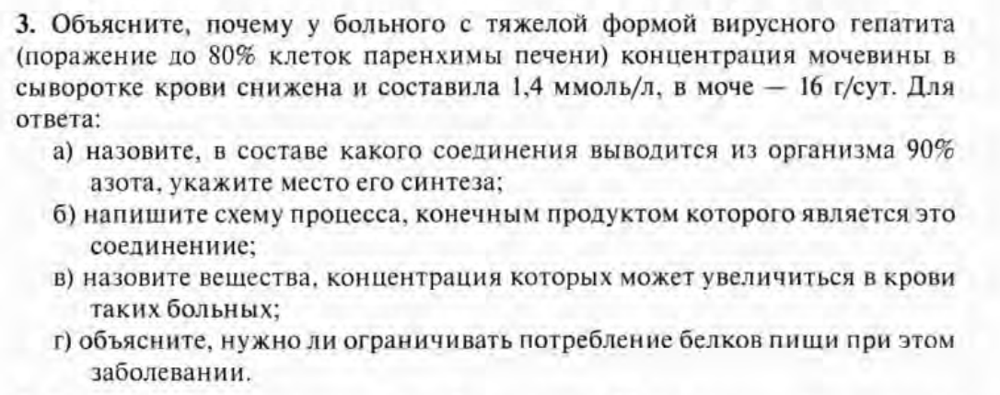 3. Объясните, почему у больного с тяжелой формой вирусного гепатита
(поражение до 80% клеток паренхимы печени) концентрация мочевины в
сыворотке крови снижена и составила 1,4 ммоль/л, в моче — 16 г/сут. Для
ответа:
а) назовите, в составе какого соединения выводится из организма 90%
азота, укажите место его синтеза;
б) напишите схему процесса, конечным продуктом которого является это
соединениие;
в) назовите вещества, концентрация которых может увеличиться в крови
таких больных;
г) объясните, нужно ли ограничивать потребление белков пищи при этом
заболевании.